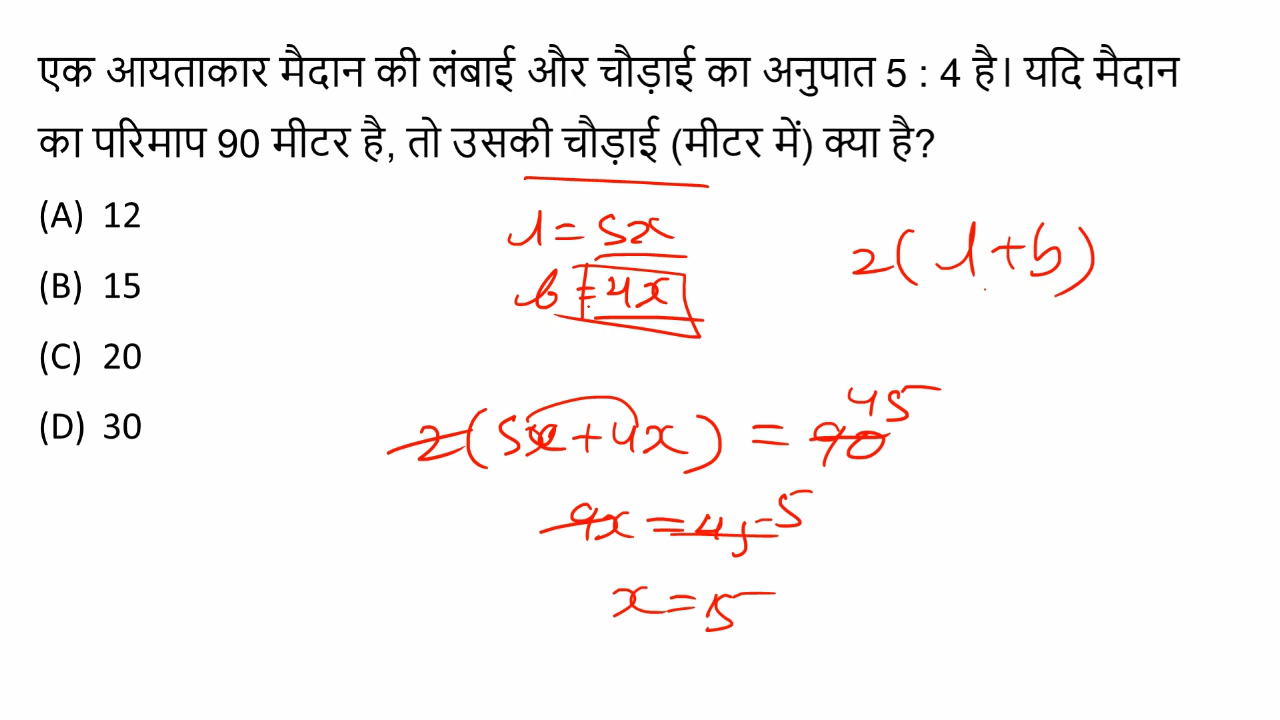 एक आयताकार मैदान की लंबाई और चौड़ाई का अनुपात 5 : 4 है। यदि मैदान
का परिमाप 90 मीटर है, तो उसकी चौड़ाई (मीटर में) क्या है?
(A) 12
(B) 15
(C) 20
(D) 30
l = 5x
b = 4x
2(l+b)
2(5x+4x) = 90 45
9x = 45 5
x = 5